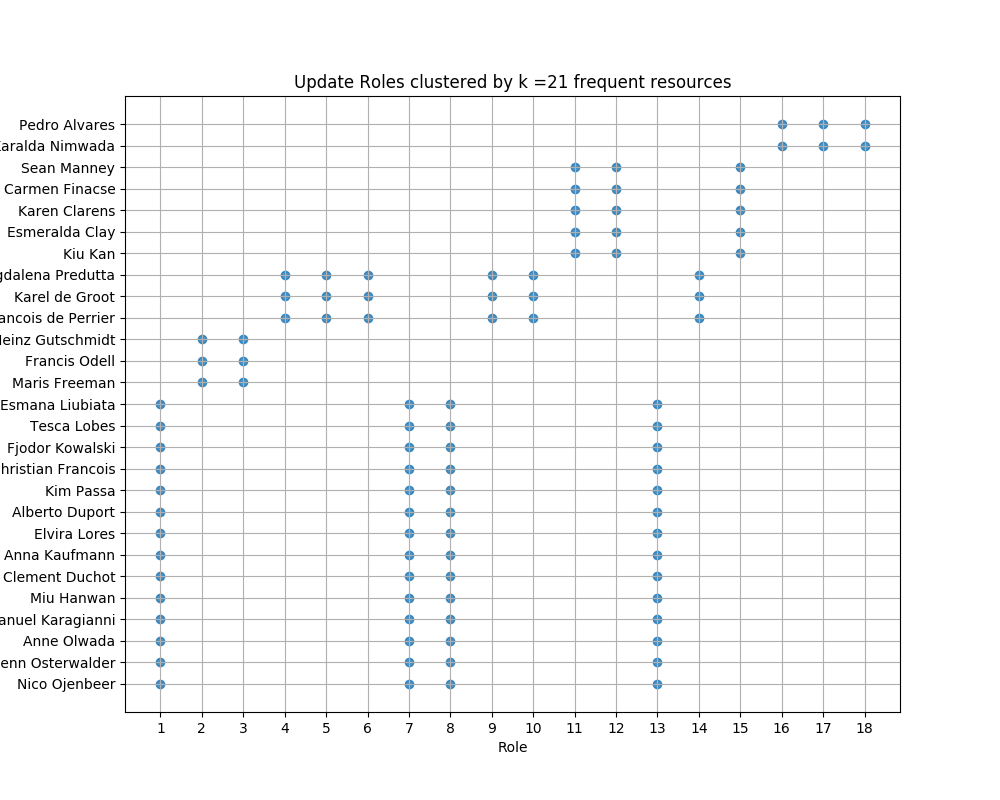 Update Roles clustered by k =21 frequent resources
Pedro Alvares
aralda Nimwada
Sean Manney
Carmen Finacse
Karen Clarens
Esmeralda Clay
Kiu Kan
gdalena Predutta
Karel de Groot
ancois de Perrier
einz Gutschmidt
Francis Odell
Maris Freeman
Esmana Liubiata
Tesca Lobes
Fjodor Kowalski
hristian Francois
Kim Passa
Alberto Duport
Elvira Lores
Anna Kaufmann
Clement Duchot
Miu Hanwan
anuel Karagianni
Anne Olwada
enn Osterwalder
Nico Ojenbeer
1 2 3 4 5 6 7 8 9 10 11 12 13 14 15 16 17 18
Role